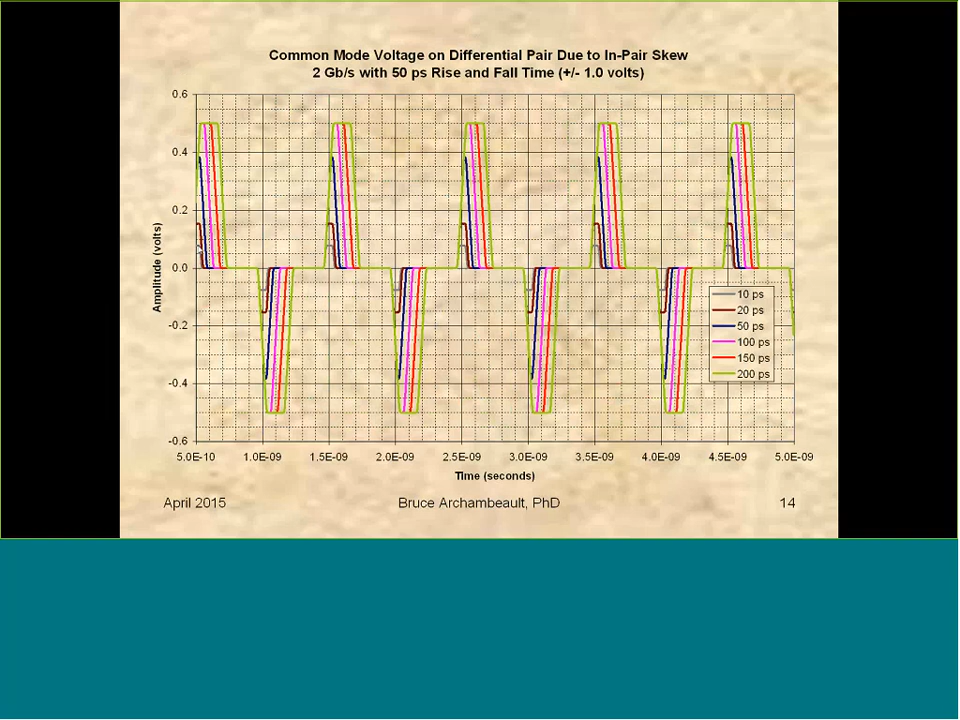 Common Mode Voltage on Differential Pair Due to In-Pair Skew
2 Gb/s with 50 ps Rise and Fall Time (+/- 1.0 volts)
0.6
0.4
0.2
0.0
-0.2
-0.4
-0.6
Amplitude (volts)
10 ps
20 ps
50 ps
100 ps
150 ps
200 ps
5.0E-10 1.0E-09 1.5E-09 2.0E-09 2.5E-09 3.0E-09 3.5E-09 4.0E-09 4.5E-09 5.0E-09
Time (seconds)
April 2015 Bruce Archambeault, PhD 14